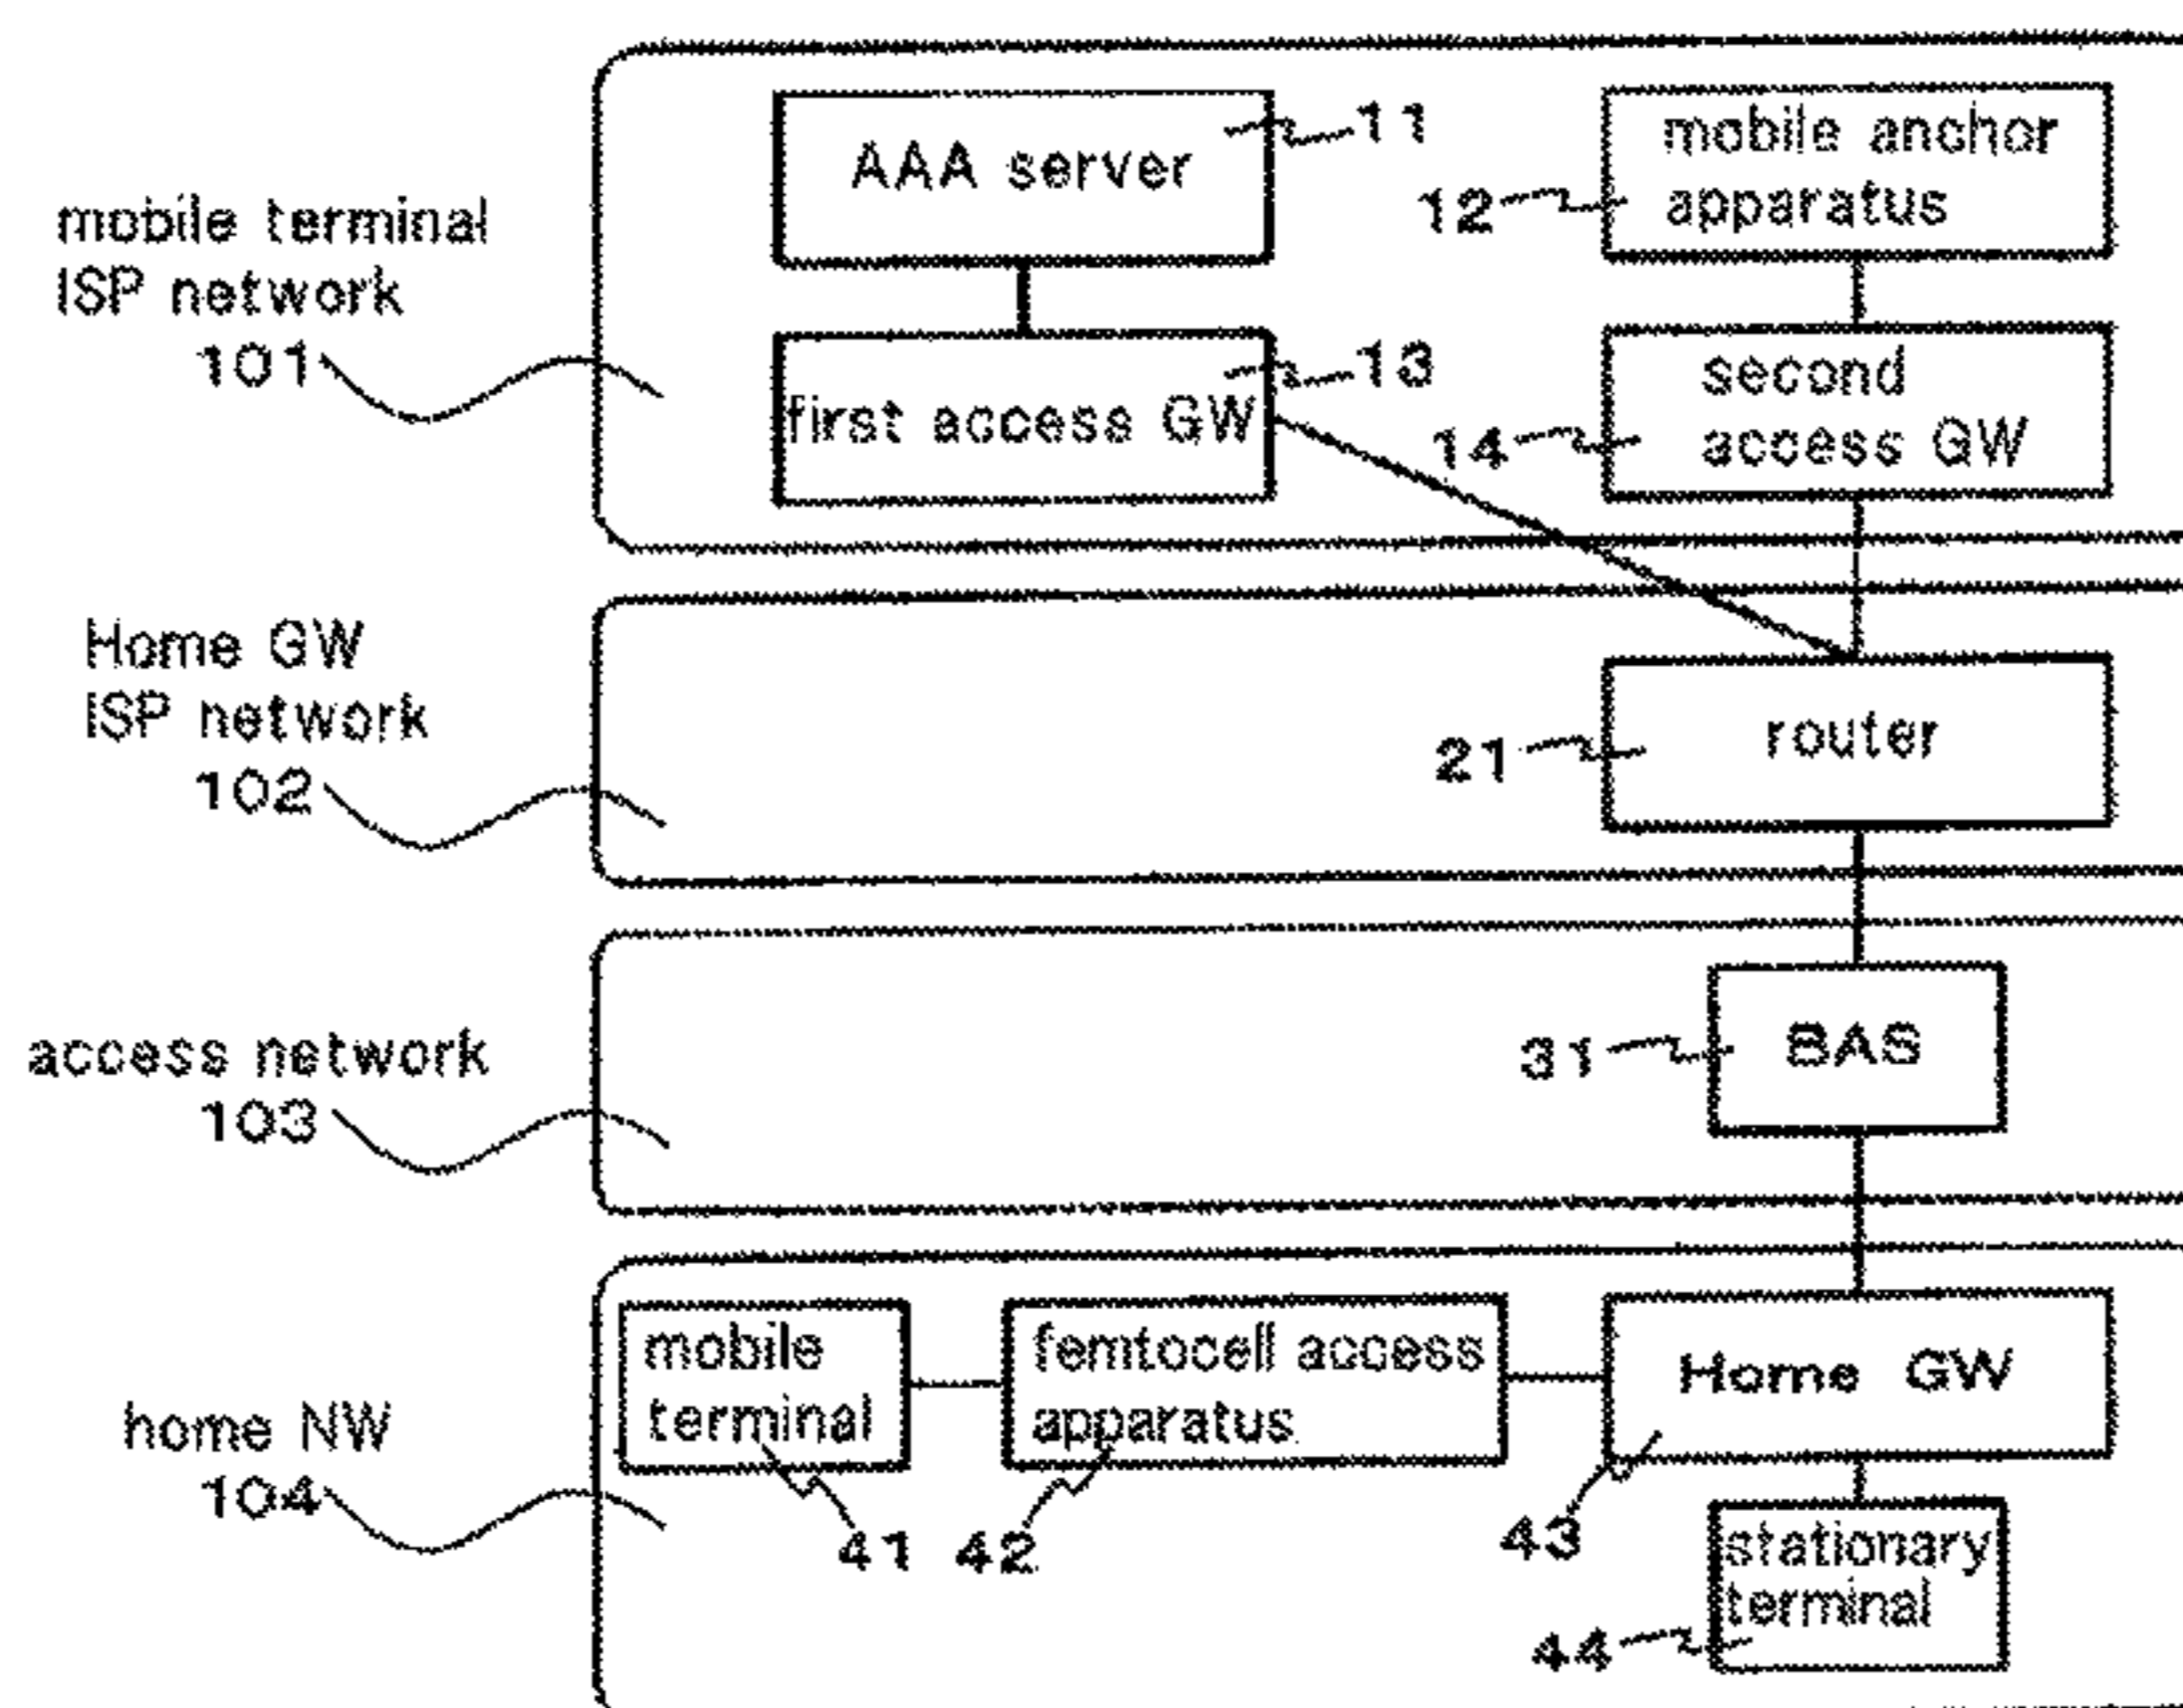 AAA server
11
mobile anchor
apparatus
12
mobile terminal
ISP network
101
first access GW
13
second
access GW
14
Home GW
ISP network
102
router
21
access network
103
BAS
31
home NW
104
mobile
terminal
41
femtocell access
apparatus
42
Home GW
43
stationary
terminal
44